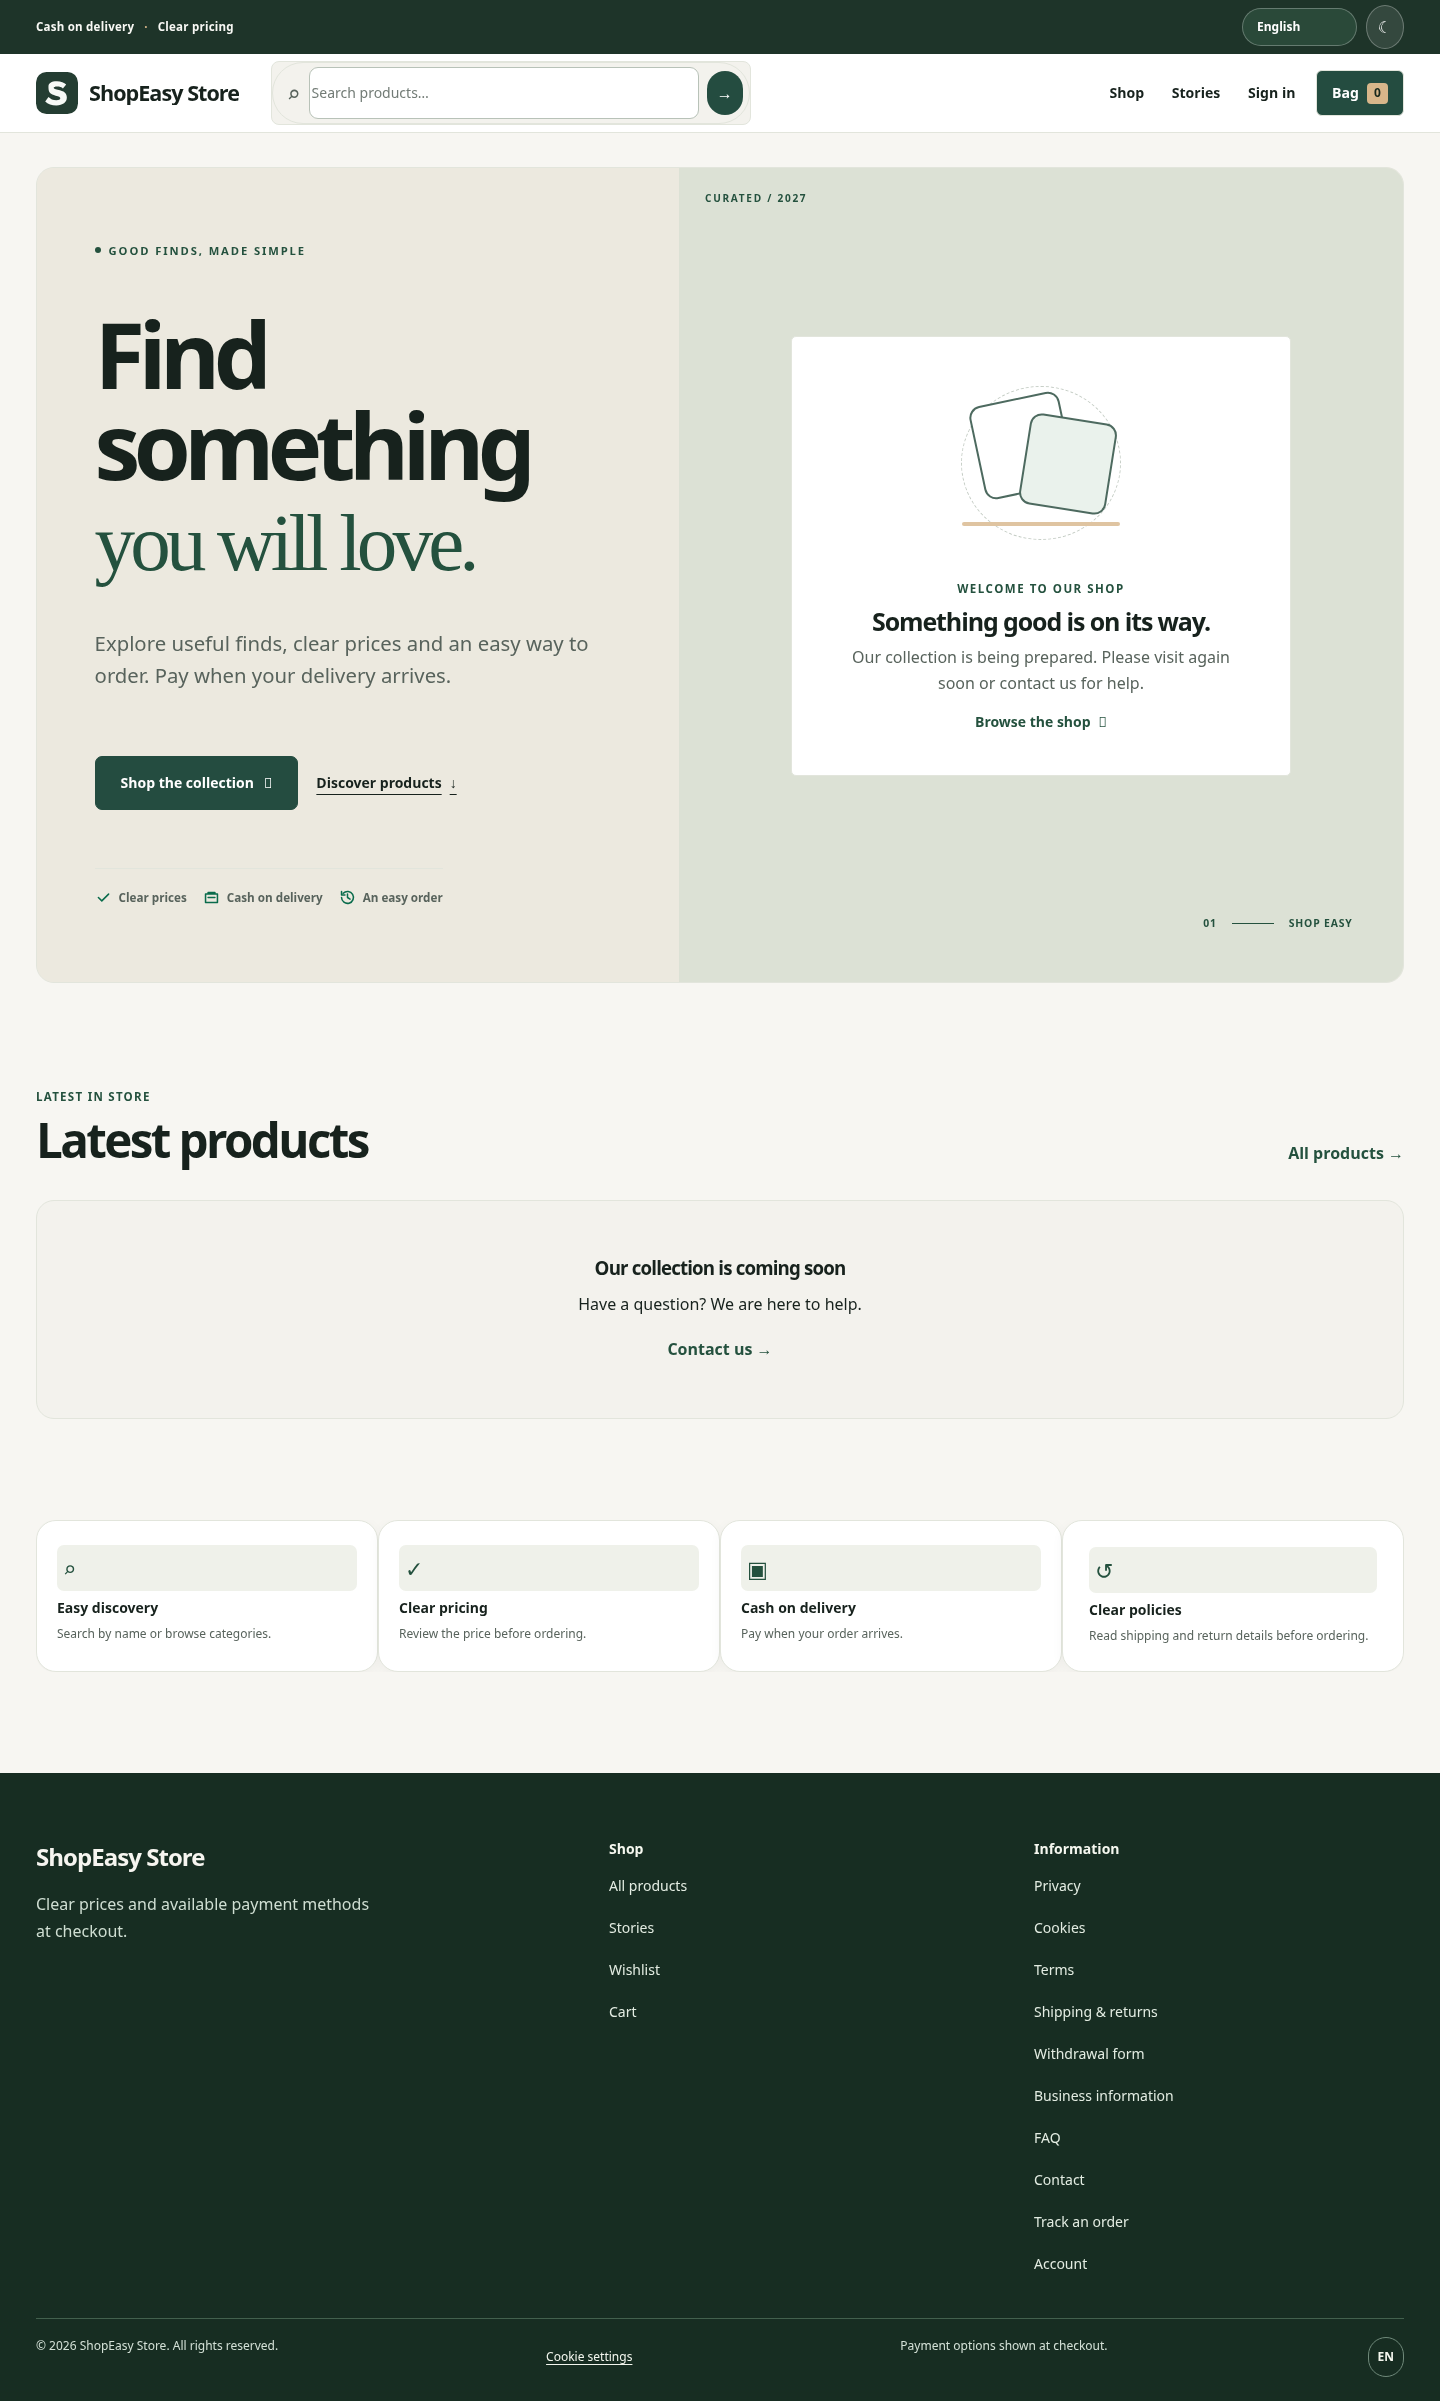 Cash on delivery · Clear pricing
English
ShopEasy Store
Search products...
Shop
Stories
Sign in
Bag 0
GOOD FINDS, MADE SIMPLE
Find
something
you will love.
Explore useful finds, clear prices and an easy way to
order. Pay when your delivery arrives.
Shop the collection
Discover products ↓
Clear prices
Cash on delivery
An easy order
CURATED / 2027
WELCOME TO OUR SHOP
Something good is on its way.
Our collection is being prepared. Please visit again
soon or contact us for help.
Browse the shop
01
SHOP EASY
LATEST IN STORE
Latest products
All products →
Our collection is coming soon
Have a question? We are here to help.
Contact us →
Easy discovery
Search by name or browse categories.
Clear pricing
Review the price before ordering.
Cash on delivery
Pay when your order arrives.
Clear policies
Read shipping and return details before ordering.
ShopEasy Store
Clear prices and available payment methods
at checkout.
Shop
All products
Stories
Wishlist
Cart
Information
Privacy
Cookies
Terms
Shipping & returns
Withdrawal form
Business information
FAQ
Contact
Track an order
Account
© 2026 ShopEasy Store. All rights reserved.
Cookie settings
Payment options shown at checkout.
EN